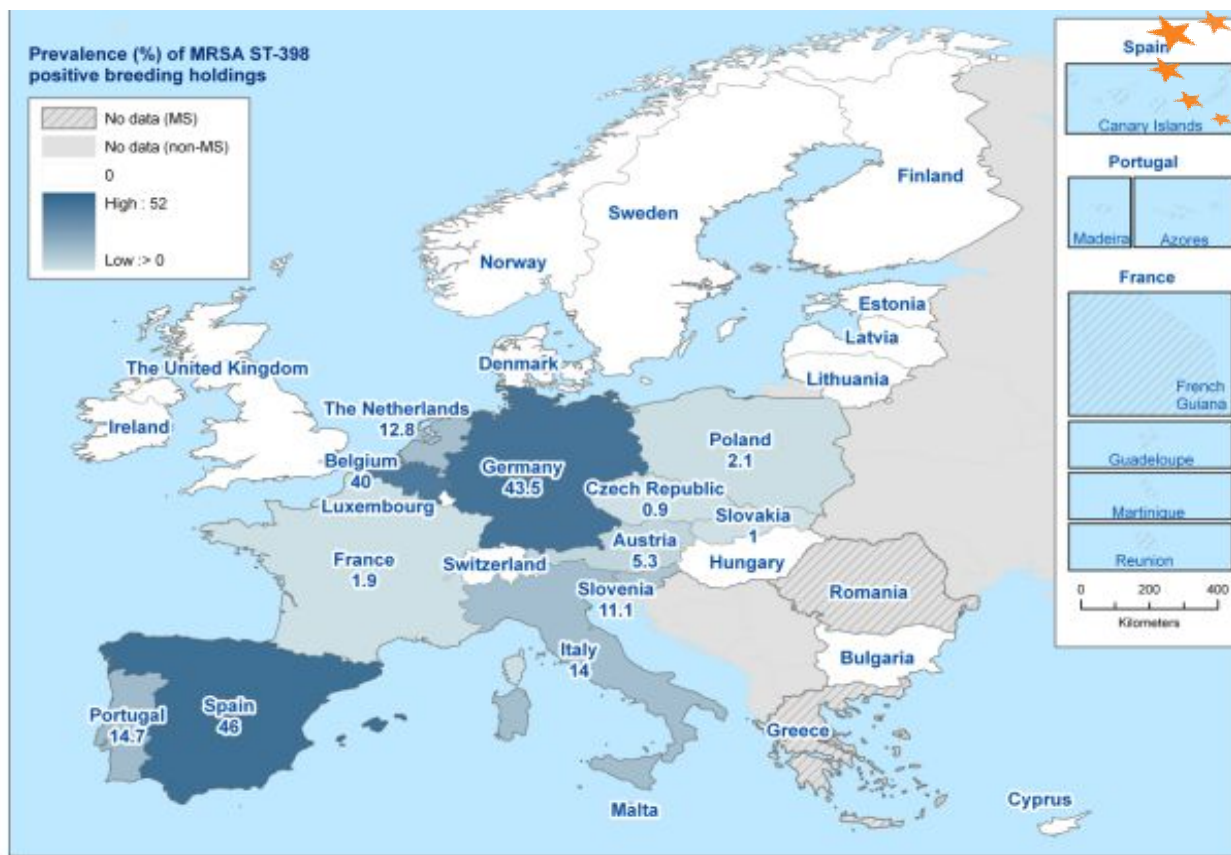 Prevalence (%) of MRSA ST-398
positive breeding holdings
No data (MS)
No data (non-MS)
0
High : 52
Low :> 0
Spain
Canary Islands
Portugal
Madeira
Azores
France
French
Guiana
Guadeloupe
Martinique
Reunion
0 200 400
Kilometers
Finland
Sweden
Norway
Estonia
Latvia
Lithuania
Denmark
The United Kingdom
Ireland
The Netherlands
12.8
Belgium
40
Luxembourg
Germany
43.5
Poland
2.1
Czech Republic
0.9
Slovakia
1
Austria
5.3
Hungary
France
1.9
Switzerland
Slovenia
11.1
Romania
Italy
14
Bulgaria
Portugal
14.7
Spain
46
Greece
Malta
Cyprus